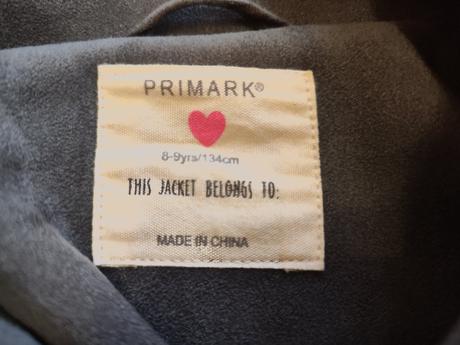 PRIMARK®
8-9yrs/134cm
THIS JACKET BELONGS TO:
MADE IN CHINA